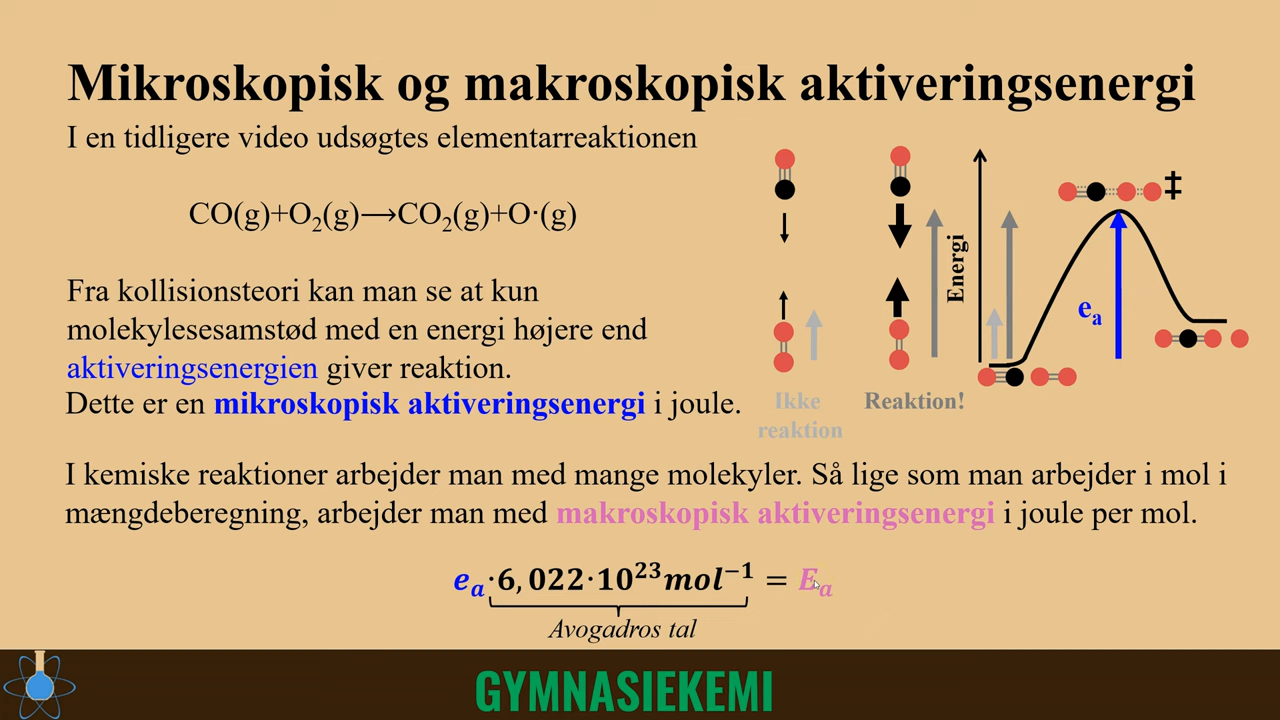 Mikroskopisk og makroskopisk aktiveringsenergi
I en tidligere video udsøgtes elementarreaktionen
CO(g)+O₂(g)⟶CO₂(g)+O·(g)
Fra kollisionsteori kan man se at kun
molekylesesamstød med en energi højere end
aktiveringsenergien giver reaktion.
Dette er en mikroskopisk aktiveringsenergi i joule.
Ikke
reaktion
Reaktion!
Energi
eₐ
‡
I kemiske reaktioner arbejder man med mange molekyler. Så lige som man arbejder i mol i
mængdeberegning, arbejder man med makroskopisk aktiveringsenergi i joule per mol.
eₐ·6,022·10²³mol⁻¹ = Eₐ
Avogadros tal
GYMNASIEKEMI